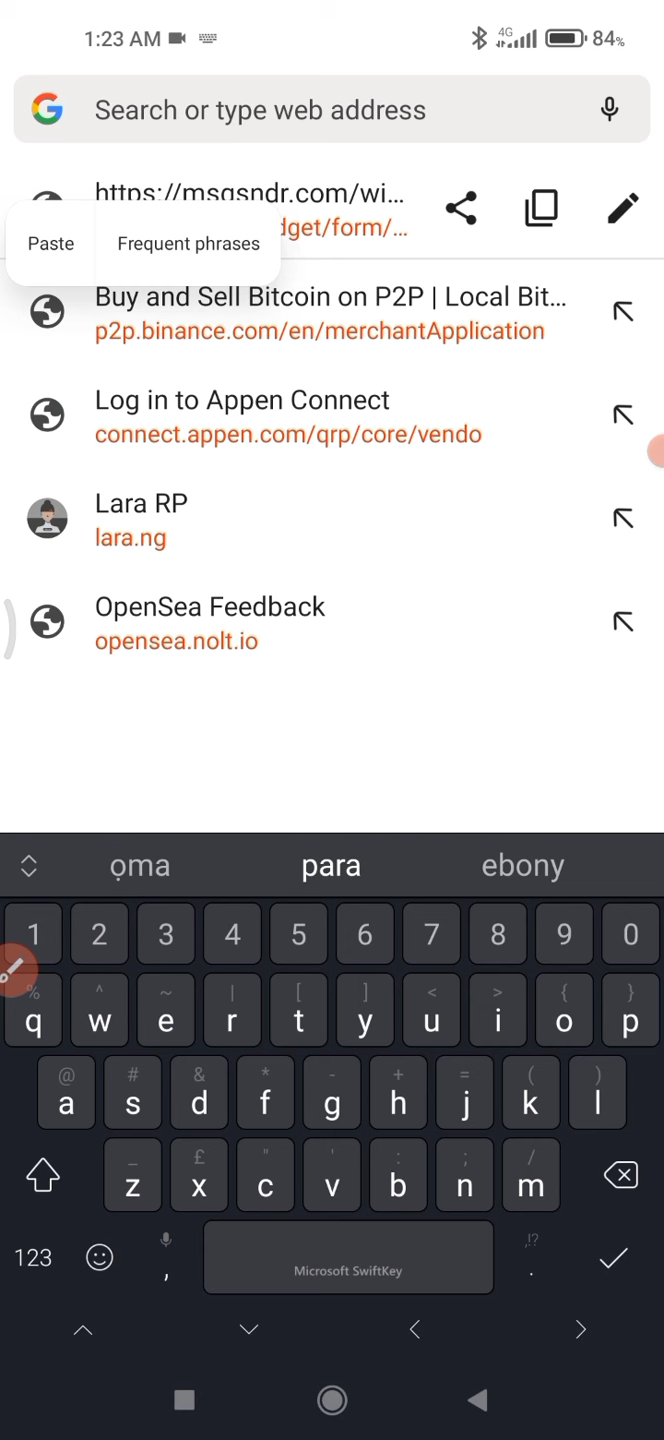 1:23 AM
4G
84%
Search or type web address
https://msgsndr.com/wi...
dget/form/...
Paste
Frequent phrases
Buy and Sell Bitcoin on P2P | Local Bit...
p2p.binance.com/en/merchantApplication
Log in to Appen Connect
connect.appen.com/qrp/core/vendo
Lara RP
lara.ng
OpenSea Feedback
opensea.nolt.io
ọma para ebony
1 2 3 4 5 6 7 8 9 0
% ^ ~ | [ ] < > { }
q w e r t y u i o p
@ # & * - + = ( )
a s d f g h j k l
_ £ " ' : ; /
z x c v b n m
,!?
123 , Microsoft SwiftKey .